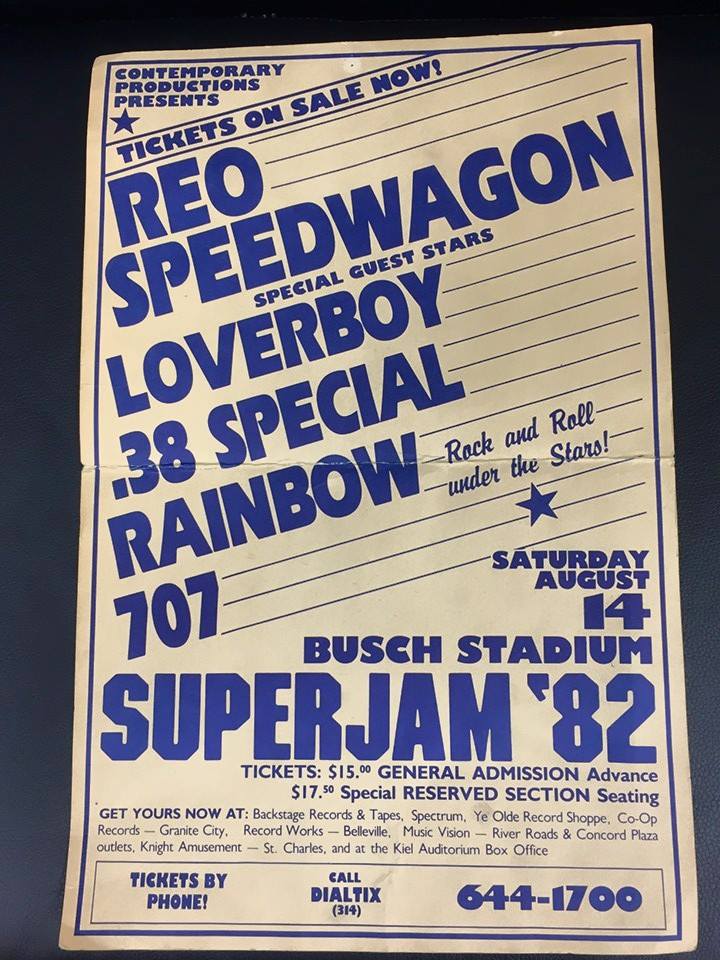 CONTEMPORARY
PRODUCTIONS
PRESENTS
TICKETS ON SALE NOW!
REO
SPEEDWAGON
SPECIAL GUEST STARS
LOVERBOY
.38 SPECIAL
RAINBOW
Rock and Roll
under the Stars!
707
SATURDAY
AUGUST
14
BUSCH STADIUM
SUPERJAM '82
TICKETS: $15.00 GENERAL ADMISSION Advance
$17.50 Special RESERVED SECTION Seating
GET YOURS NOW AT: Backstage Records & Tapes, Spectrum, Ye Olde Record Shoppe, Co-Op
Records — Granite City, Record Works — Belleville, Music Vision — River Roads & Concord Plaza
outlets, Knight Amusement — St. Charles, and at the Kiel Auditorium Box Office
TICKETS BY
PHONE!
CALL
DIALTIX
(314)
644-1700